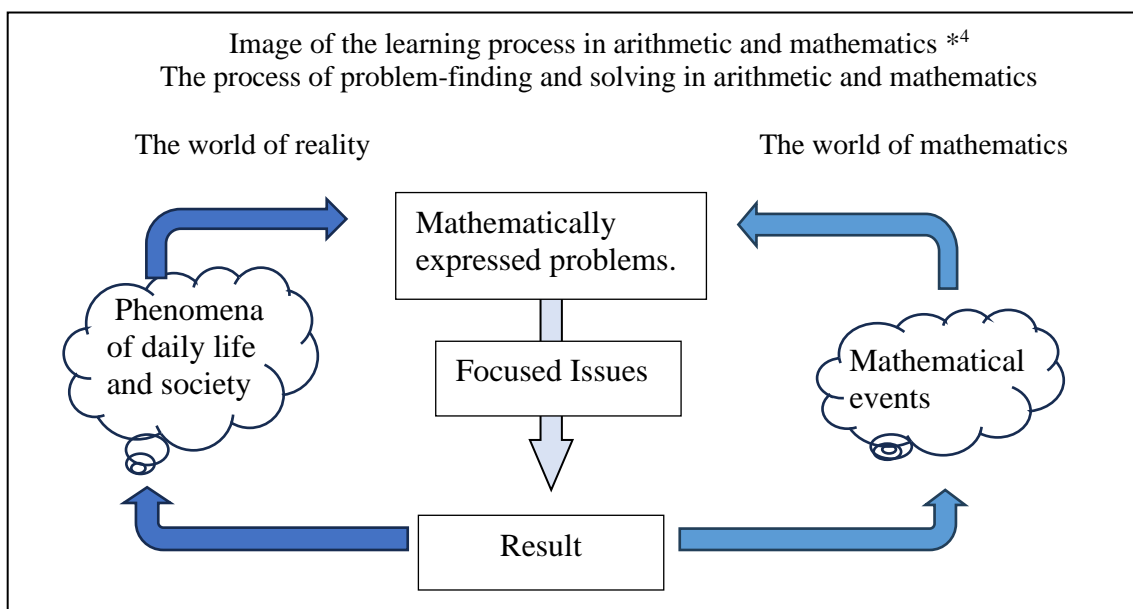 Image of the learning process in arithmetic and mathematics *4
The process of problem-finding and solving in arithmetic and mathematics
The world of reality
The world of mathematics
Mathematically
expressed problems.
Phenomena
of daily life
and society
Focused Issues
Mathematical
events
Result